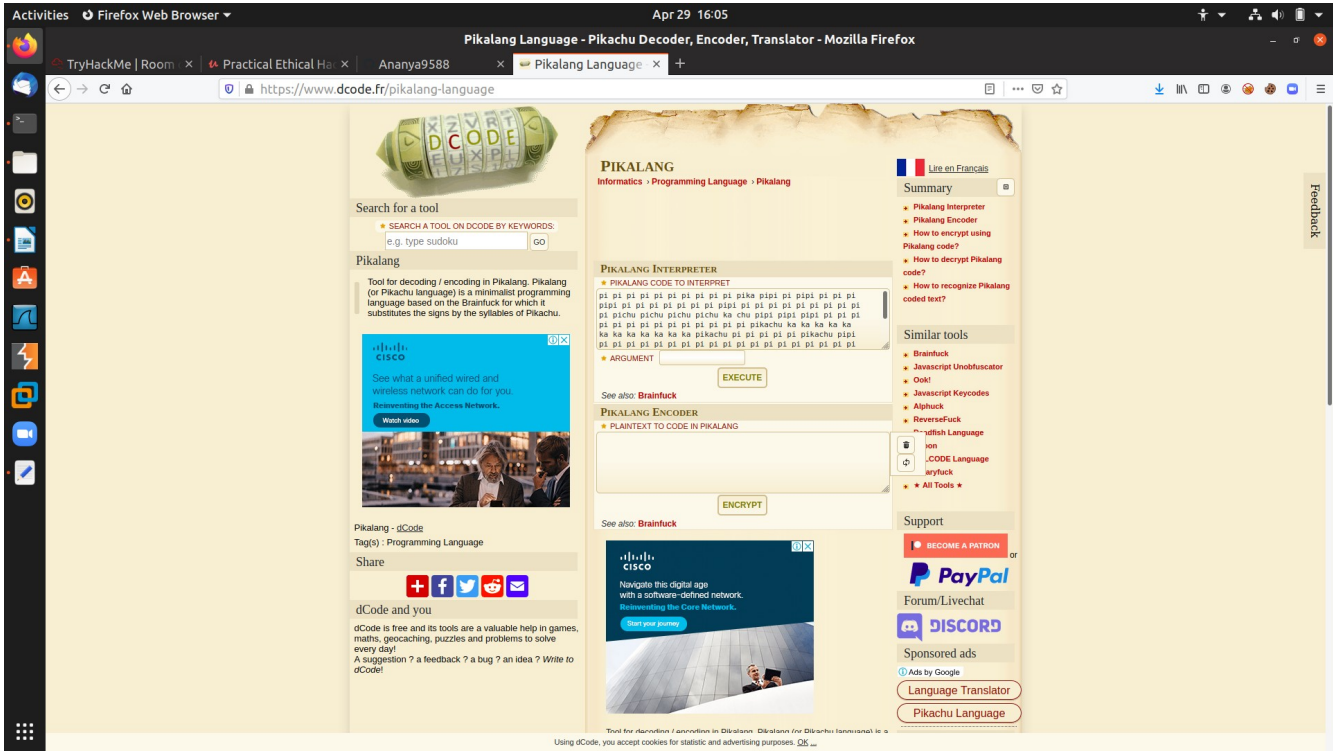 Activities
Firefox Web Browser
Apr 29 16:05
Pikalang Language - Pikachu Decoder, Encoder, Translator - Mozilla Firefox
TryHackMe | Room
Practical Ethical Hac
Ananya9588
Pikalang Language -
https://www.dcode.fr/pikalang-language
DCODE
Search for a tool
SEARCH A TOOL ON DCODE BY KEYWORDS:
e.g. type sudoku
GO
Pikalang
Tool for decoding / encoding in Pikalang. Pikalang
(or Pikachu language) is a minimalist programming
language based on the Brainfuck for which it
substitutes the signs by the syllables of Pikachu.
CISCO
See what a unified wired and
wireless network can do for you.
Reinventing the Access Network.
Watch video
Pikalang - dCode
Tag(s) : Programming Language
Share
dCode and you
dCode is free and its tools are a valuable help in games,
maths, geocaching, puzzles and problems to solve
every day!
A suggestion ? a feedback ? a bug ? an idea ? Write to
dCode!
PIKALANG
Informatics › Programming Language › Pikalang
PIKALANG INTERPRETER
PIKALANG CODE TO INTERPRET
pi pi pi pi pi pi pi pi pi pi pika pipi pi pipi pi pi pi
pipi pi pi pi pi pi pi pi pipi pi pi pi pi pi pi pi pi pi
pi pichu pichu pichu pichu ka chu pipi pipi pipi pi pi pi
pi pi pi pi pi pi pi pi pi pi pi pikachu ka ka ka ka ka
ka ka ka ka ka ka ka pikachu pi pi pi pi pi pikachu pipi
pi pi pi pi pi pi pi pi pi pi pi pi pi pi pi pi pi pi pi
ARGUMENT
EXECUTE
See also: Brainfuck
PIKALANG ENCODER
PLAINTEXT TO CODE IN PIKALANG
ENCRYPT
See also: Brainfuck
CISCO
Navigate this digital age
with a software-defined network.
Reinventing the Core Network.
Start your journey
Tool for decoding / encoding in Pikalang. Pikalang (or Pikachu language) is a
Lire en Français
Summary
Pikalang Interpreter
Pikalang Encoder
How to encrypt using
Pikalang code?
How to decrypt Pikalang
code?
How to recognize Pikalang
coded text?
Similar tools
Brainfuck
Javascript Unobfuscator
Ook!
Javascript Keycodes
Alphuck
ReverseFuck
Language
LCODE Language
aryfuck
★ All Tools ★
Support
BECOME A PATRON
or
PayPal
Forum/Livechat
DISCORD
Sponsored ads
Ads by Google
Language Translator
Pikachu Language
Feedback
Using dCode, you accept cookies for statistic and advertising purposes. OK ...